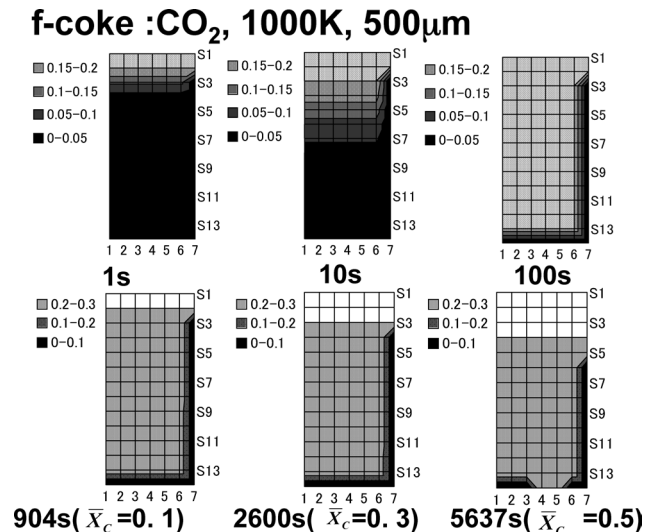 f-coke :CO₂, 1000K, 500μm
0.15-0.2
0.1-0.15
0.05-0.1
0-0.05
S1
S3
S5
S7
S9
S11
S13
1 2 3 4 5 6 7
1s
0.15-0.2
0.1-0.15
0.05-0.1
0-0.05
S1
S3
S5
S7
S9
S11
S13
1 2 3 4 5 6 7
10s
0.15-0.2
0.1-0.15
0.05-0.1
0-0.05
S1
S3
S5
S7
S9
S11
S13
1 2 3 4 5 6 7
100s
0.2-0.3
0.1-0.2
0-0.1
S1
S3
S5
S7
S9
S11
S13
1 2 3 4 5 6 7
904s( X̅c =0. 1)
0.2-0.3
0.1-0.2
0-0.1
S1
S3
S5
S7
S9
S11
S13
1 2 3 4 5 6 7
2600s( X̅c =0. 3)
0.2-0.3
0.1-0.2
0-0.1
S1
S3
S5
S7
S9
S11
S13
1 2 3 4 5 6 7
5637s( X̅c =0. 5)